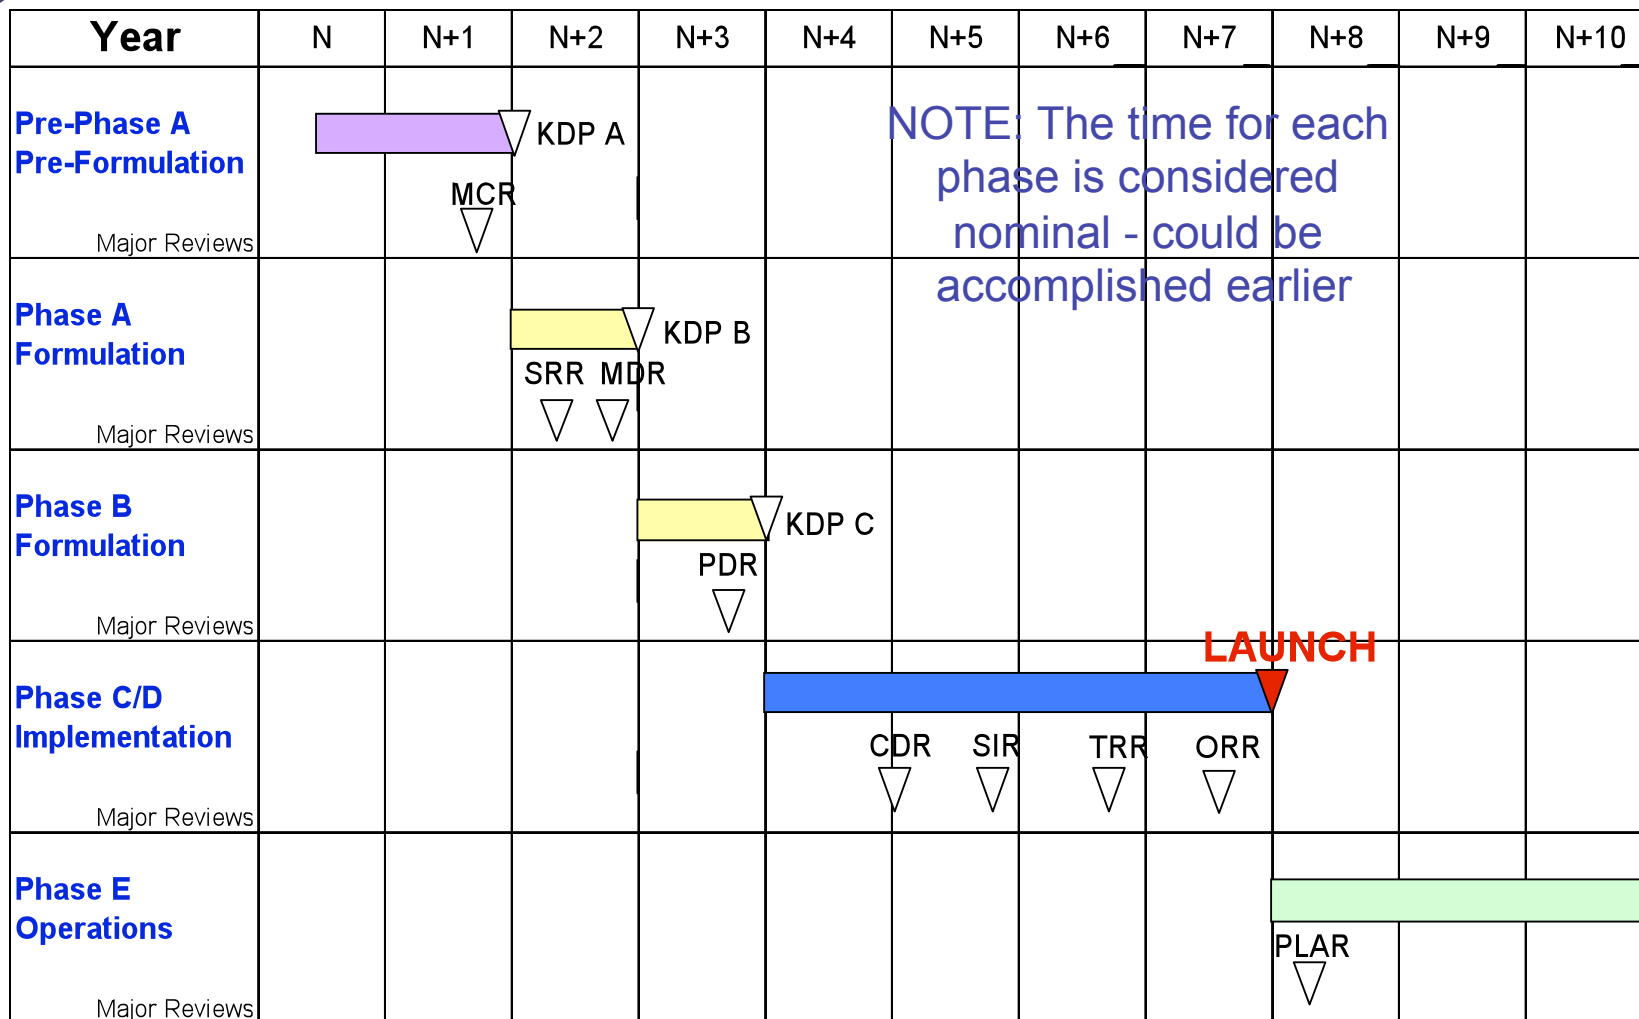 Year N N+1 N+2 N+3 N+4 N+5 N+6 N+7 N+8 N+9 N+10
Pre-Phase A
Pre-Formulation
KDP A
MCR
Major Reviews
NOTE: The time for each
phase is considered
nominal - could be
accomplished earlier
Phase A
Formulation
KDP B
SRR MDR
Major Reviews
Phase B
Formulation
KDP C
PDR
Major Reviews
LAUNCH
Phase C/D
Implementation
CDR SIR TRR ORR
Major Reviews
Phase E
Operations
PLAR
Major Reviews